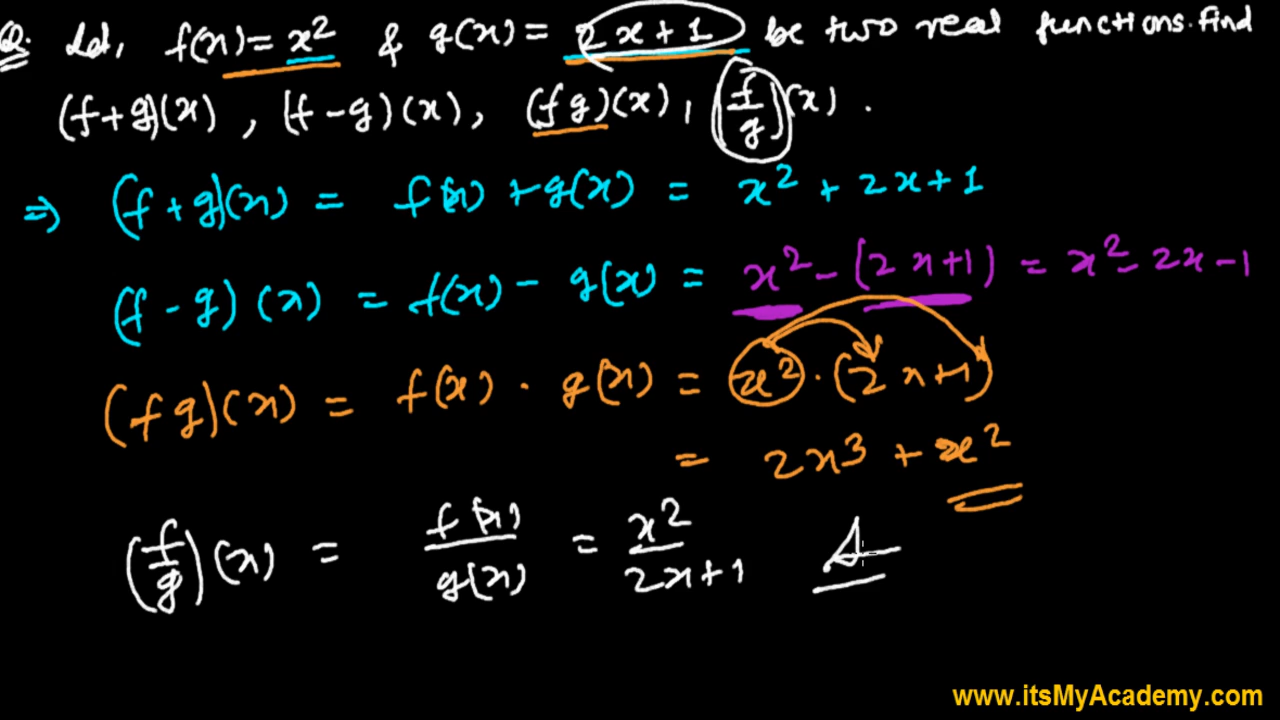 Q. Let, f(x) = x² & g(x) = 2x+1 be two real functions. Find
(f+g)(x), (f-g)(x), (fg)(x), (f/g)(x).
⇒ (f+g)(x) = f(x) + g(x) = x² + 2x + 1
(f-g)(x) = f(x) - g(x) = x² - (2x+1) = x² - 2x - 1
(fg)(x) = f(x) · g(x) = x² · (2x+1)
= 2x³ + x²
(f/g)(x) = f(x)/g(x) = x²/2x+1
www.itsMyAcademy.com